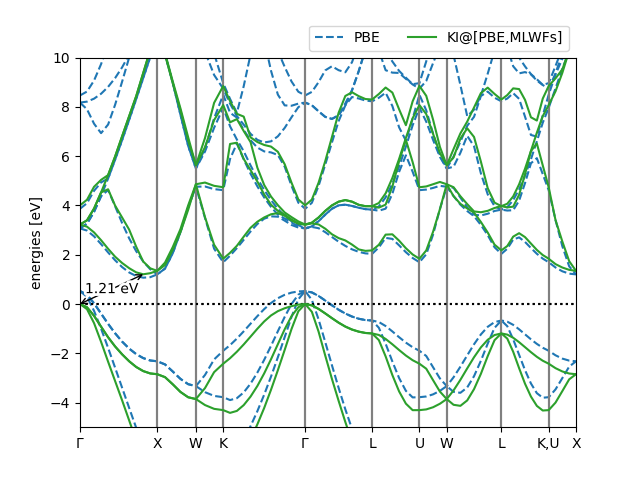 PBE KI@[PBE,MLWFs]
energies [eV]
10
8
6
4
2
0
−2
−4
1.21 eV
Γ X W K Γ L U W L K,U X